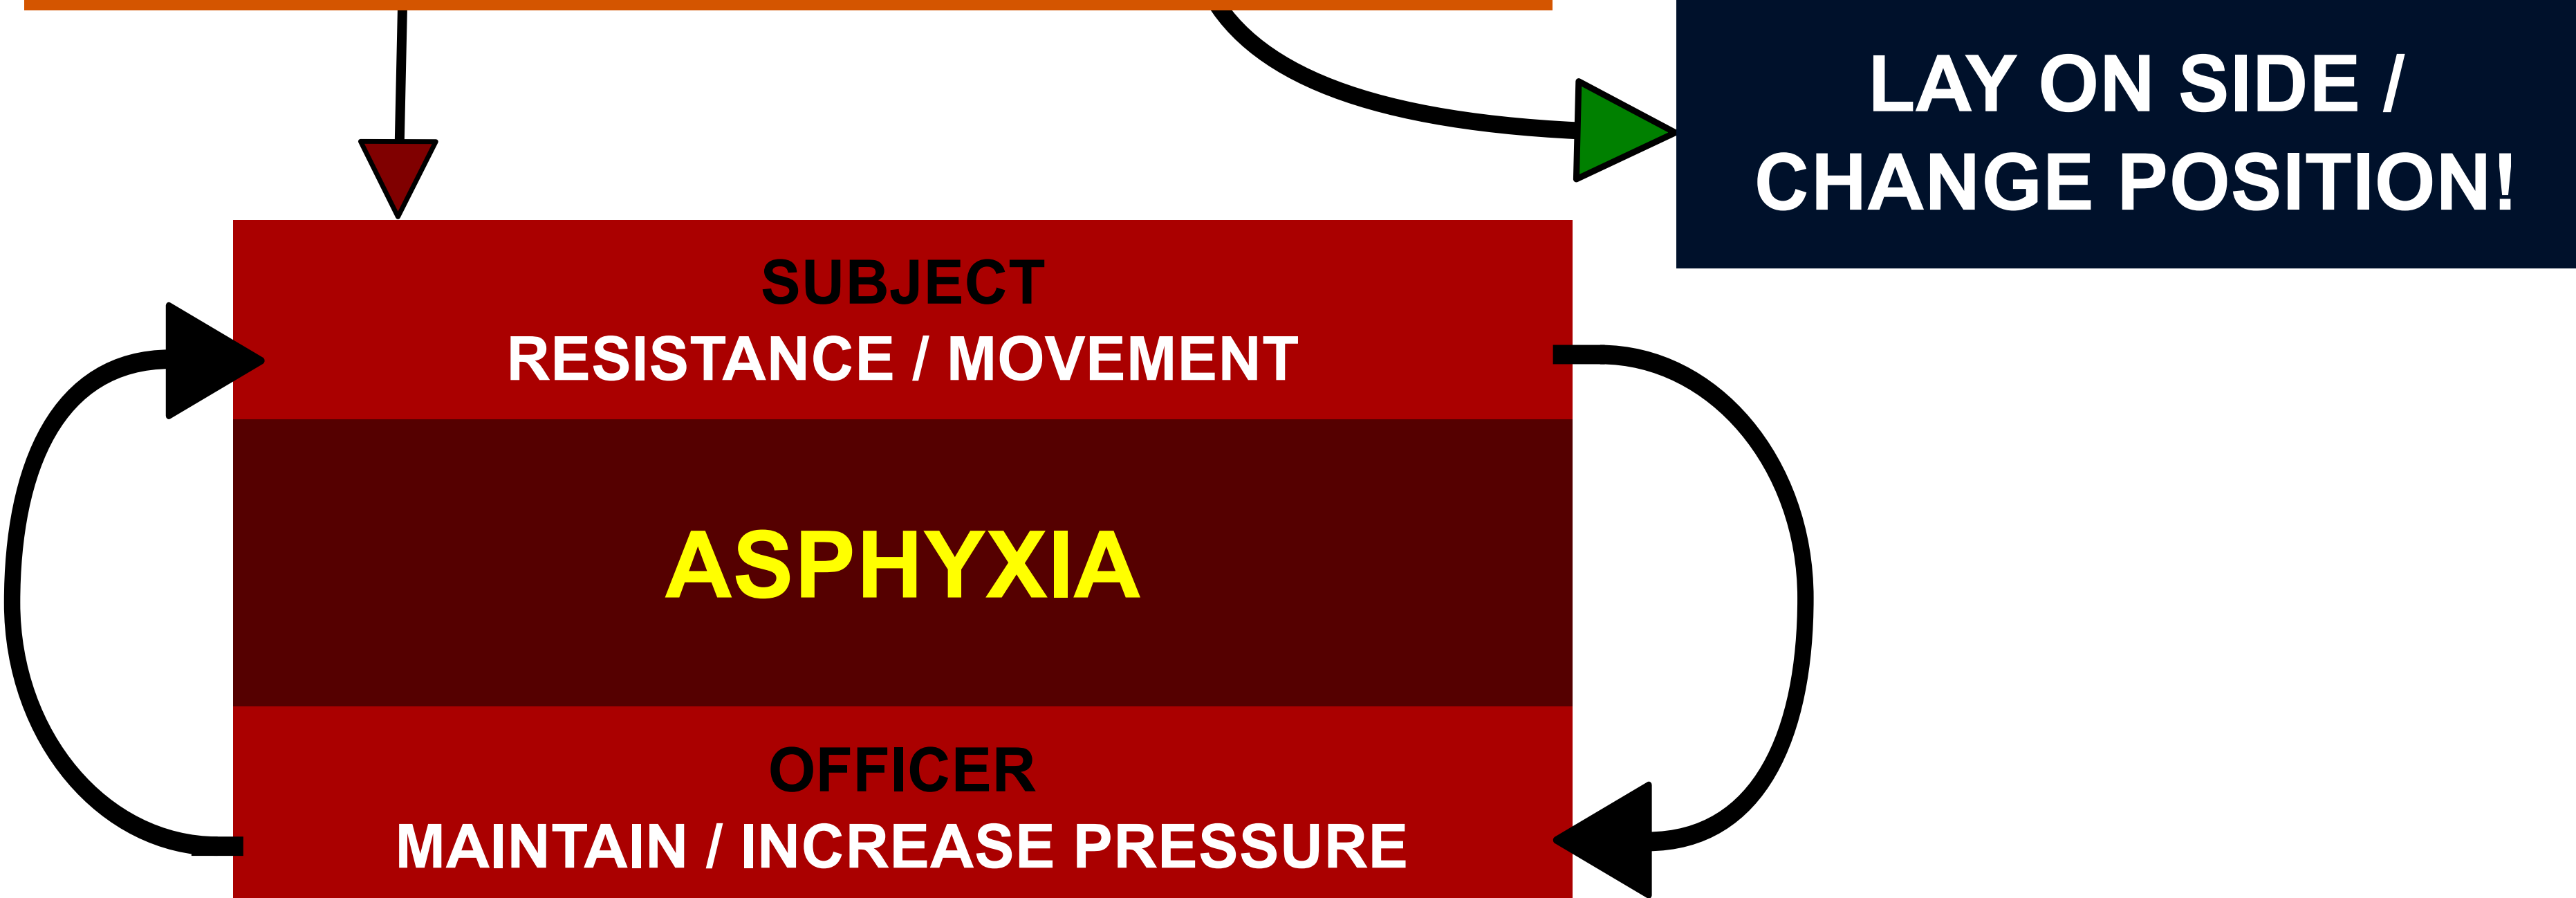 LAY ON SIDE /
CHANGE POSITION!
SUBJECT
RESISTANCE / MOVEMENT
ASPHYXIA
OFFICER
MAINTAIN / INCREASE PRESSURE